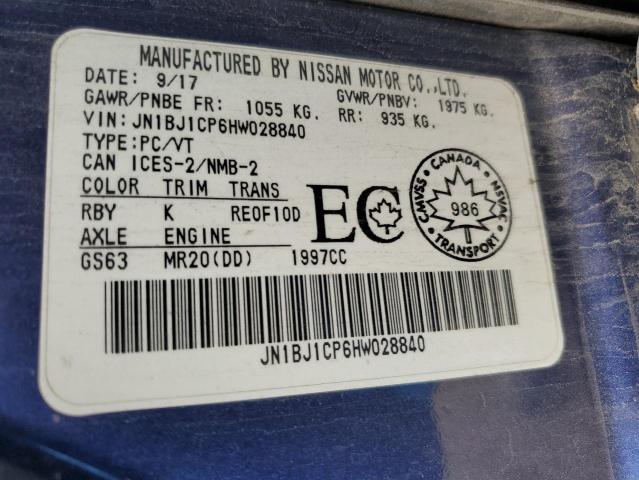 MANUFACTURED BY NISSAN MOTOR CO.,LTD.
DATE: 9/17 GVWR/PNBV: 1975 KG.
GAWR/PNBE FR: 1055 KG. RR: 935 KG.
VIN: JN1BJ1CP6HW028840
TYPE:PC/VT
CAN ICES-2/NMB-2
COLOR TRIM TRANS
RBY K RE0F10D
AXLE ENGINE
GS63 MR20(DD) 1997CC
EC
CANADA
CMVSS 986 NSVAC
TRANSPORT
JN1BJ1CP6HW028840